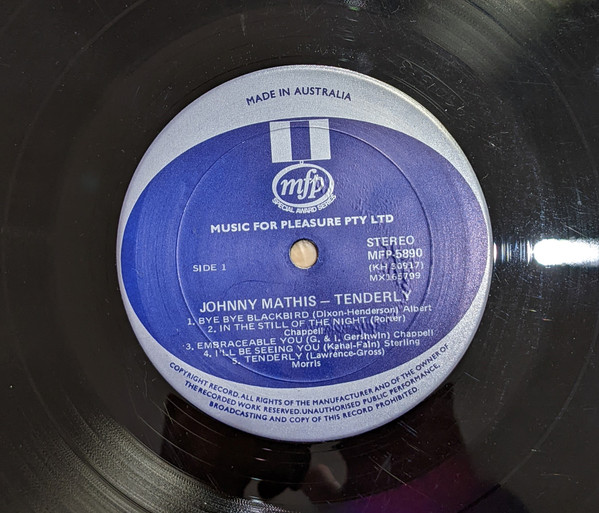 MADE IN AUSTRALIA
mfp
SPECIAL AWARD SERIES
MUSIC FOR PLEASURE PTY LTD
SIDE 1
STEREO
MFP-5890
(KH 30917)
MX165799
JOHNNY MATHIS – TENDERLY
1. BYE BYE BLACKBIRD (Dixon-Henderson) Albert
2. IN THE STILL OF THE NIGHT (Porter)
Chappell
3. EMBRACEABLE YOU (G. & I. Gershwin) Chappell
4. I'LL BE SEEING YOU (Kahal-Fain) Sterling
5. TENDERLY (Lawrence-Gross)
Morris
COPYRIGHT RECORD. ALL RIGHTS OF THE MANUFACTURER AND OF THE OWNER OF
THE RECORDED WORK RESERVED. UNAUTHORISED PUBLIC PERFORMANCE,
BROADCASTING AND COPY OF THIS RECORD PROHIBITED.